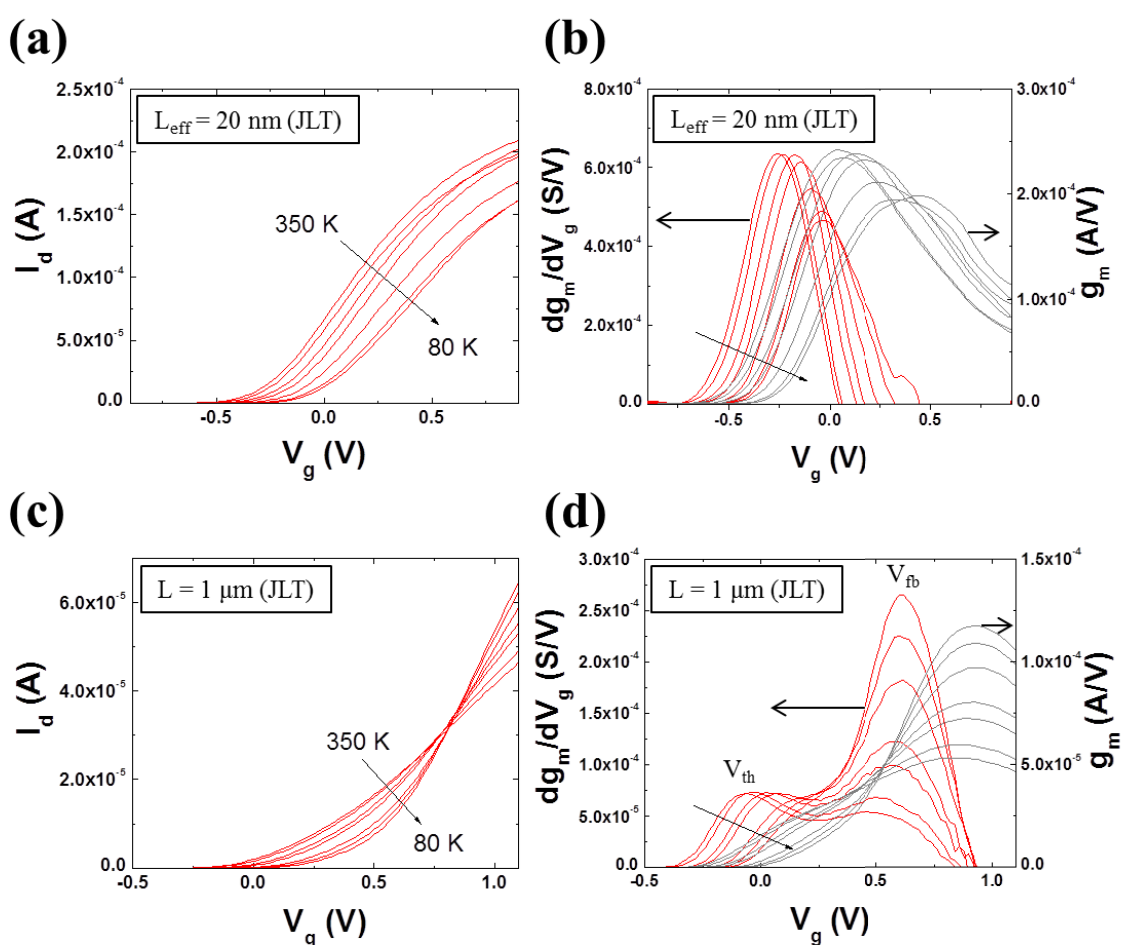 (a)
2.5x10⁻⁴
2.0x10⁻⁴
1.5x10⁻⁴
1.0x10⁻⁴
5.0x10⁻⁵
0.0
I_d (A)
L_eff = 20 nm (JLT)
350 K
80 K
-0.5 0.0 0.5
V_g (V)
(b)
8.0x10⁻⁴
6.0x10⁻⁴
4.0x10⁻⁴
2.0x10⁻⁴
0.0
dg_m/dV_g (S/V)
L_eff = 20 nm (JLT)
3.0x10⁻⁴
2.0x10⁻⁴
1.0x10⁻⁴
0.0
g_m (A/V)
-0.5 0.0 0.5
V_g (V)
(c)
6.0x10⁻⁵
4.0x10⁻⁵
2.0x10⁻⁵
0.0
I_d (A)
L = 1 μm (JLT)
350 K
80 K
-0.5 0.0 0.5 1.0
V_g (V)
(d)
3.0x10⁻⁴
2.5x10⁻⁴
2.0x10⁻⁴
1.5x10⁻⁴
1.0x10⁻⁴
5.0x10⁻⁵
0.0
dg_m/dV_g (S/V)
L = 1 μm (JLT)
V_fb
V_th
1.5x10⁻⁴
1.0x10⁻⁴
5.0x10⁻⁵
0.0
g_m (A/V)
-0.5 0.0 0.5 1.0
V_g (V)